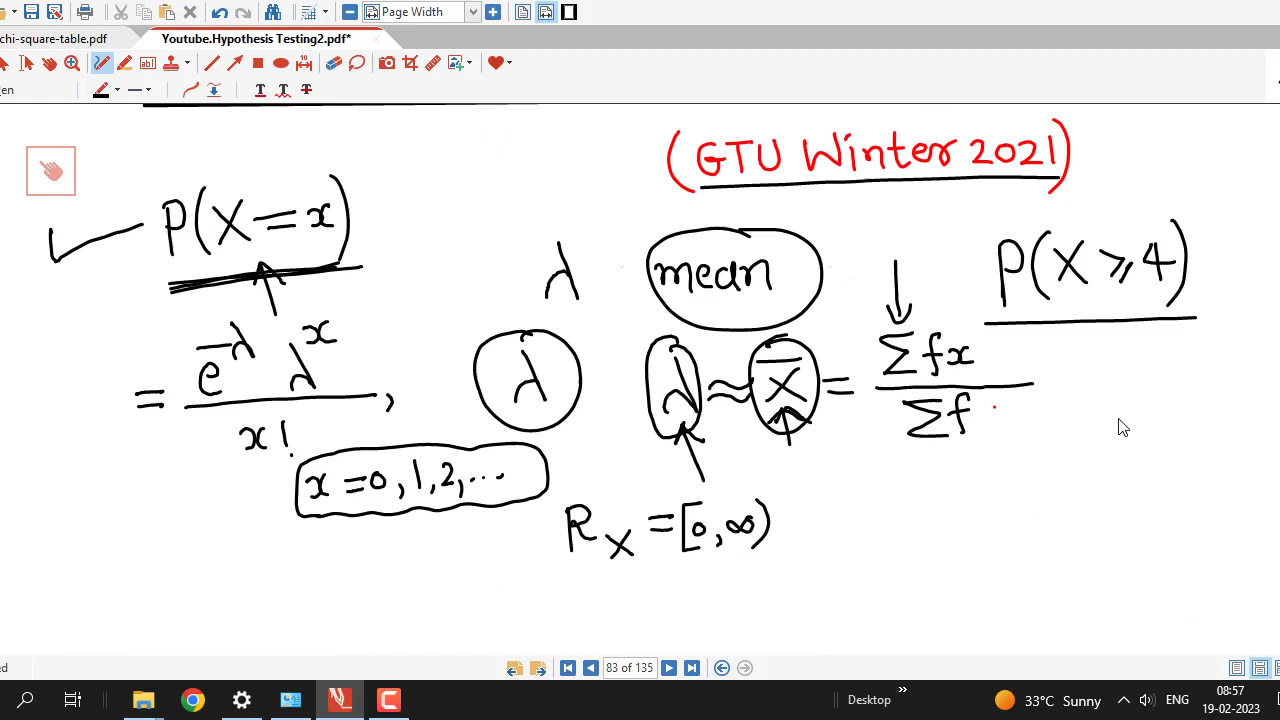 Page Width
chi-square-table.pdf
Youtube.Hypothesis Testing2.pdf*
(GTU Winter 2021)
P(X = x)
λ
mean
P(X ⩾ 4)
= e^-λ λ^x / x! ,
λ
λ ≈ x̄ = Σfx / Σf
x = 0, 1, 2, ...
R_X = [0, ∞)
83 of 135
Desktop
33°C Sunny
ENG
08:57
19-02-2023